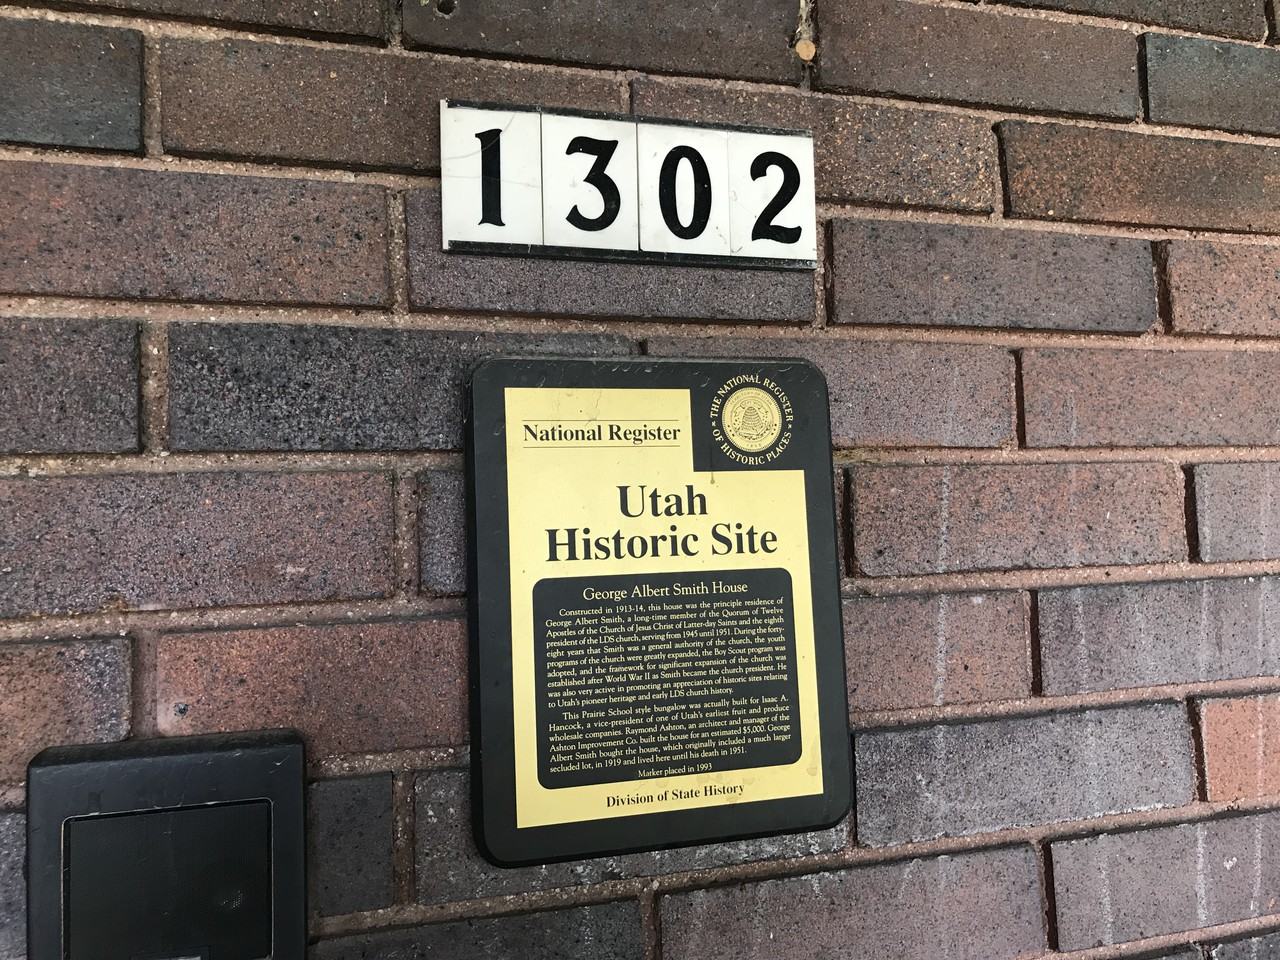 1302
National Register
THE NATIONAL REGISTER
OF HISTORIC PLACES
Utah
Historic Site
George Albert Smith House
Constructed in 1913-14, this house was the principle residence of
George Albert Smith, a long-time member of the Quorum of Twelve
Apostles of the Church of Jesus Christ of Latter-day Saints and the eighth
president of the LDS church, serving from 1945 until 1951. During the forty-
eight years that Smith was a general authority of the church, the youth
programs of the church were greatly expanded, the Boy Scout program was
adopted, and the framework for significant expansion of the church was
established after World War II as Smith became the church president. He
was also very active in promoting an appreciation of historic sites relating
to Utah's pioneer heritage and early LDS church history.
This Prairie School style bungalow was actually built for Isaac A.
Hancock, a vice-president of one of Utah's earliest fruit and produce
wholesale companies. Raymond Ashton, an architect and manager of the
Ashton Improvement Co. built the house for an estimated $5,000. George
Albert Smith bought the house, which originally included a much larger
secluded lot, in 1919 and lived here until his death in 1951.
Marker placed in 1993
Division of State History